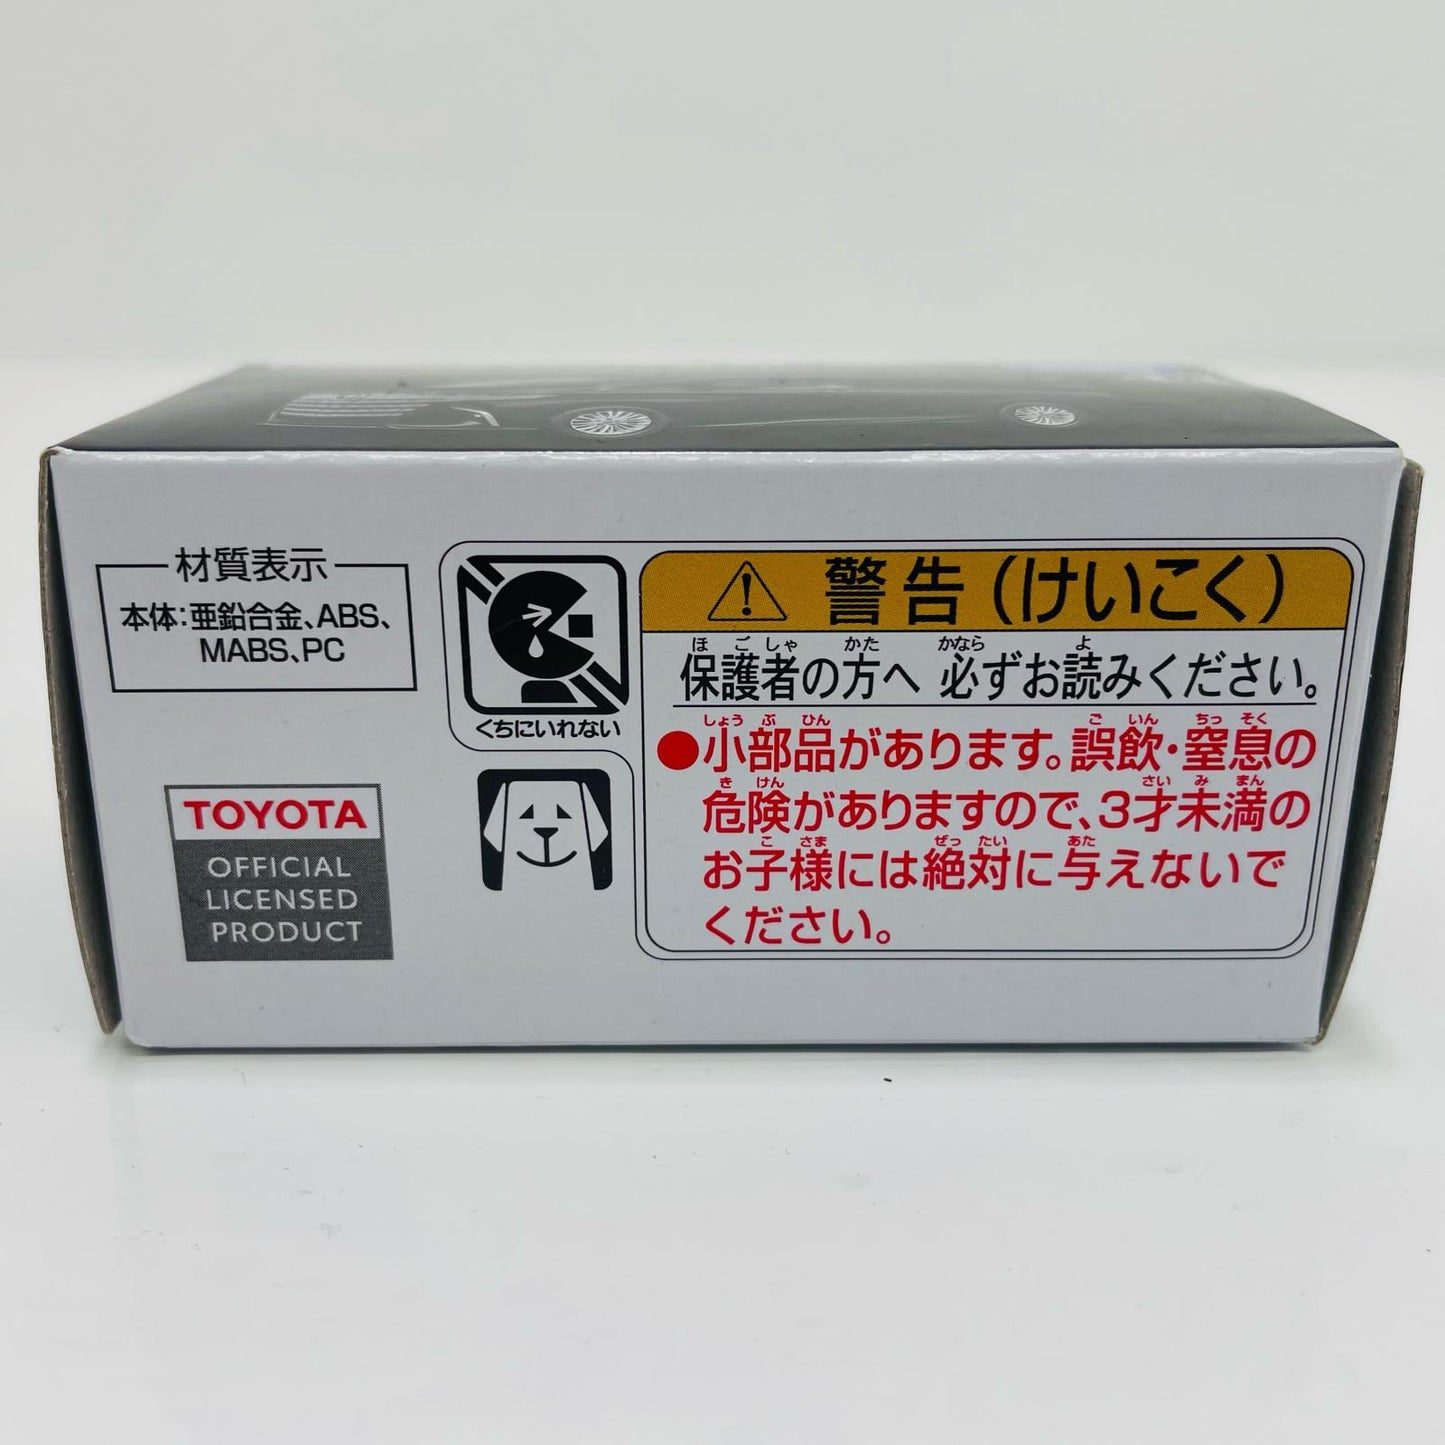 材質表示
本体：亜鉛合金、ABS、
MABS、PC
TOYOTA
OFFICIAL
LICENSED
PRODUCT
くちにいれない
警告（けいこく）
ほごしゃ かた かなら よ
保護者の方へ 必ずお読みください。
しょう ぶ ひん ご いん ちっ そく
●小部品があります。誤飲・窒息の
き けん さい み まん
危険がありますので、3才未満の
こ さま ぜっ たい あた
お子様には絶対に与えないで
ください。